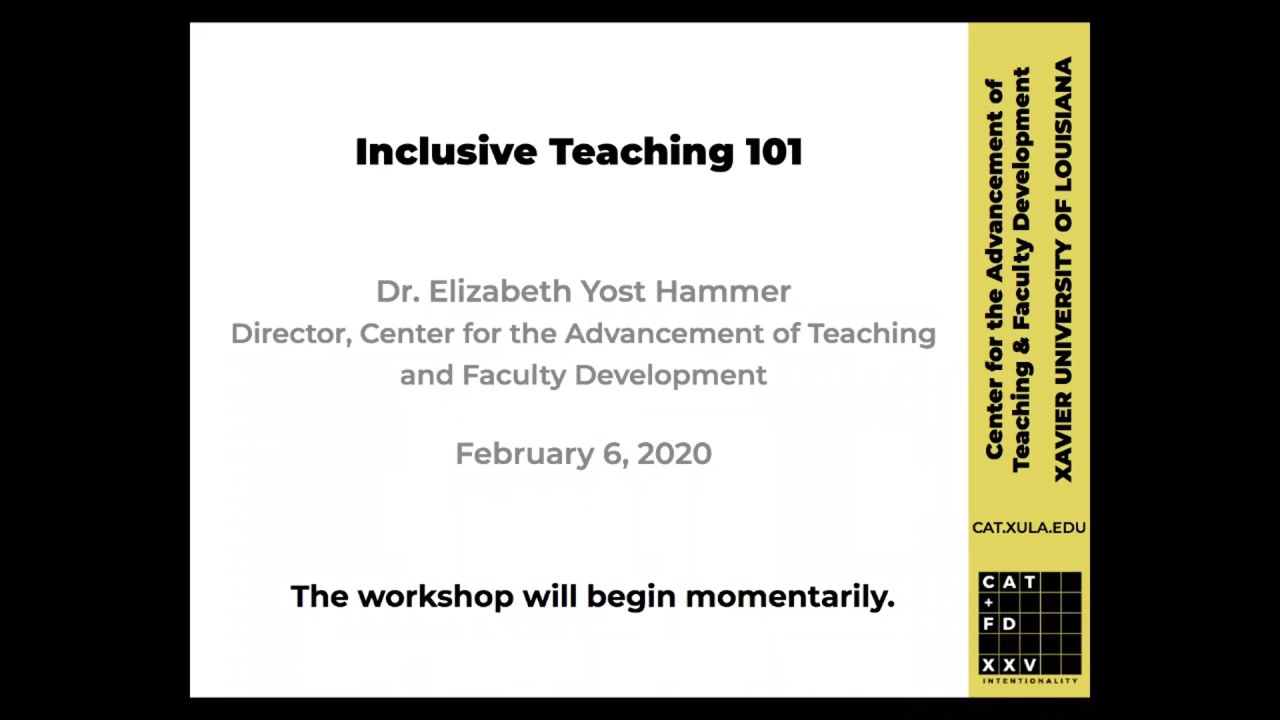 Inclusive Teaching 101
Dr. Elizabeth Yost Hammer
Director, Center for the Advancement of Teaching
and Faculty Development
February 6, 2020
The workshop will begin momentarily.
Center for the Advancement of
Teaching & Faculty Development
XAVIER UNIVERSITY OF LOUISIANA
CAT.XULA.EDU
CAT
+
FD
XXV
INTENTIONALITY